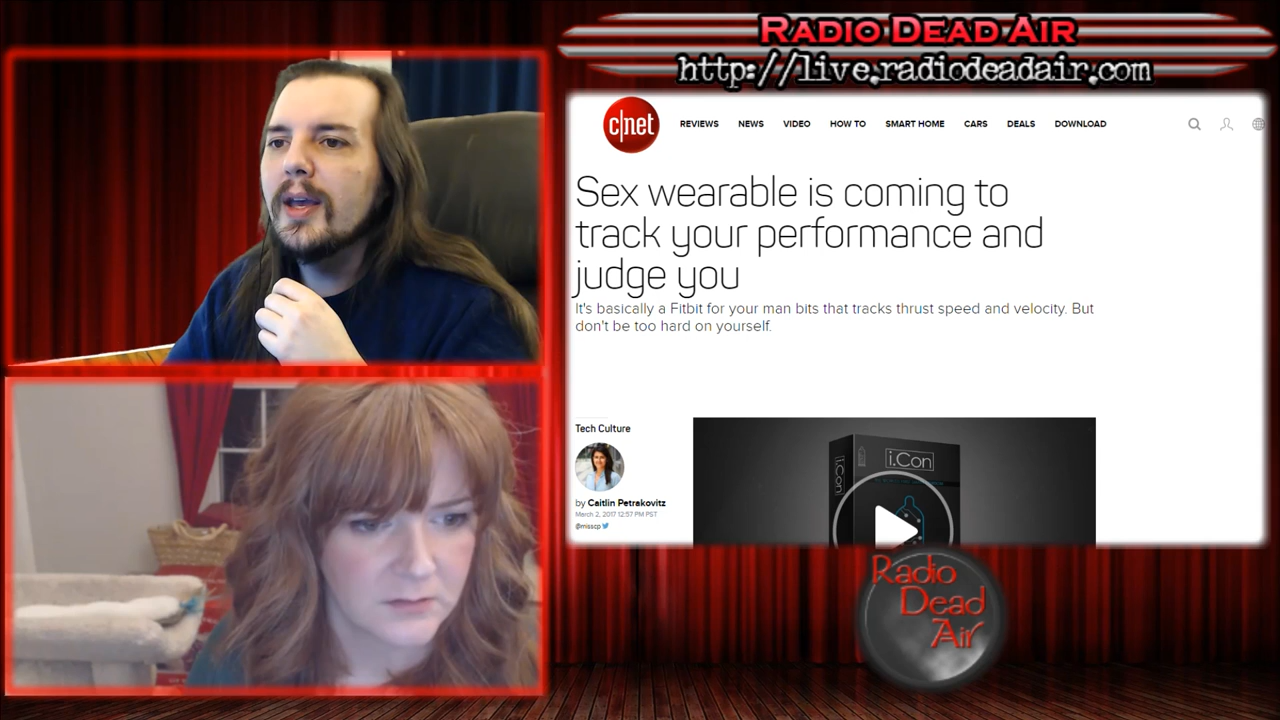 Radio Dead Air
http://live.radiodeadair.com
c|net
REVIEWS NEWS VIDEO HOW TO SMART HOME CARS DEALS DOWNLOAD
Sex wearable is coming to
track your performance and
judge you
It's basically a Fitbit for your man bits that tracks thrust speed and velocity. But
don't be too hard on yourself.
Tech Culture
by Caitlin Petrakovitz
March 2, 2017 12:57 PM PST
@misscp
i.Con
i.Con
Radio
Dead
Air